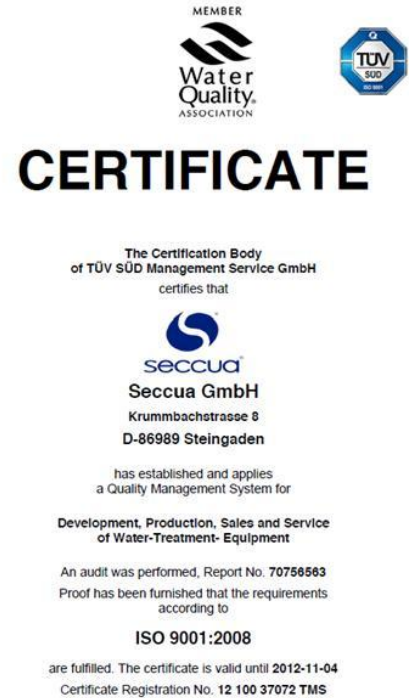 MEMBER
Water
Quality®
ASSOCIATION
TÜV
SÜD
ISO 9001
CERTIFICATE
The Certification Body
of TÜV SÜD Management Service GmbH
certifies that
seccua
Seccua GmbH
Krummbachstrasse 8
D-86989 Steingaden
has established and applies
a Quality Management System for
Development, Production, Sales and Service
of Water-Treatment- Equipment
An audit was performed, Report No. 70756563
Proof has been furnished that the requirements
according to
ISO 9001:2008
are fulfilled. The certificate is valid until 2012-11-04
Certificate Registration No. 12 100 37072 TMS